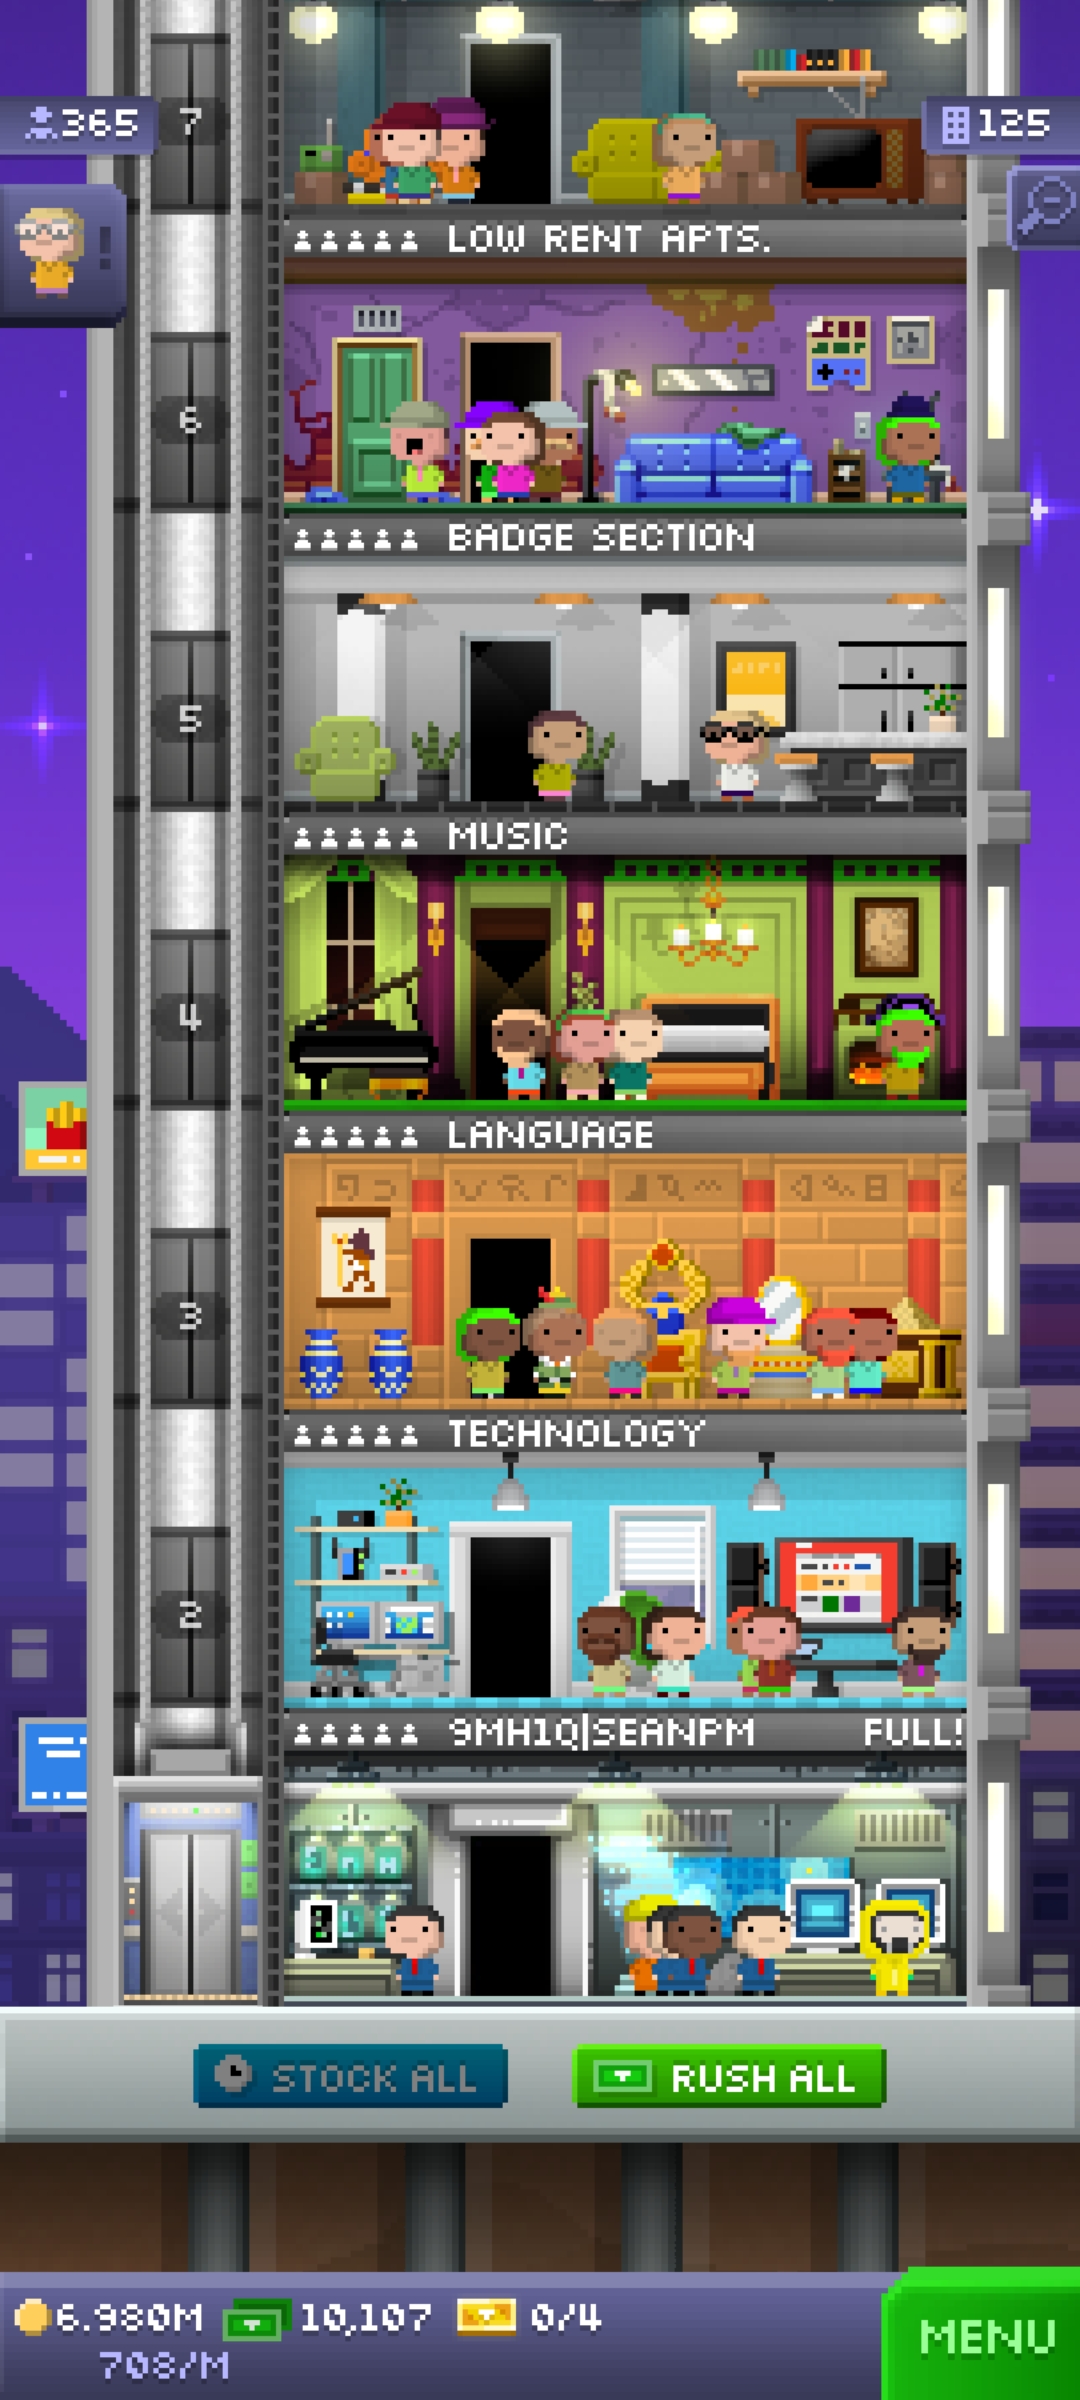 365
7
125
LOW RENT APTS.
6
BADGE SECTION
5
MUSIC
4
LANGUAGE
3
TECHNOLOGY
2
9MH1Q|SEANPM FULL!
STOCK ALL
RUSH ALL
6.980M
10,107
0/4
708/M
MENU